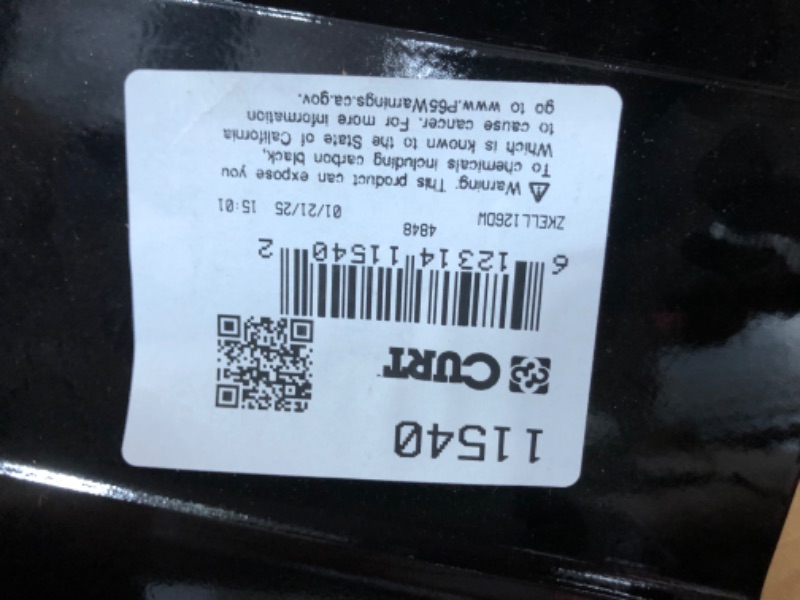 11540
CURT
6 12314 11540 2
4848
ZKELL126DW 01/21/25 15:01
Warning: This product can expose you
To chemicals including carbon black,
Which is known to the State of California
to cause cancer. For more information
go to www.P65Warnings.ca.gov.